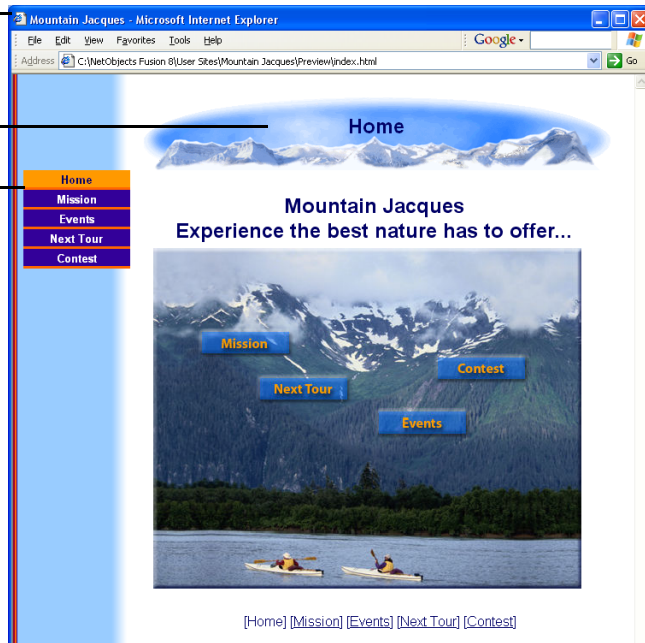 Mountain Jacques - Microsoft Internet Explorer
File Edit View Favorites Tools Help Google
Address C:\NetObjects Fusion 8\User Sites\Mountain Jacques\Preview\index.html Go
Home
Home
Mission
Events
Next Tour
Contest
Mountain Jacques
Experience the best nature has to offer...
Mission
Contest
Next Tour
Events
[Home] [Mission] [Events] [Next Tour] [Contest]